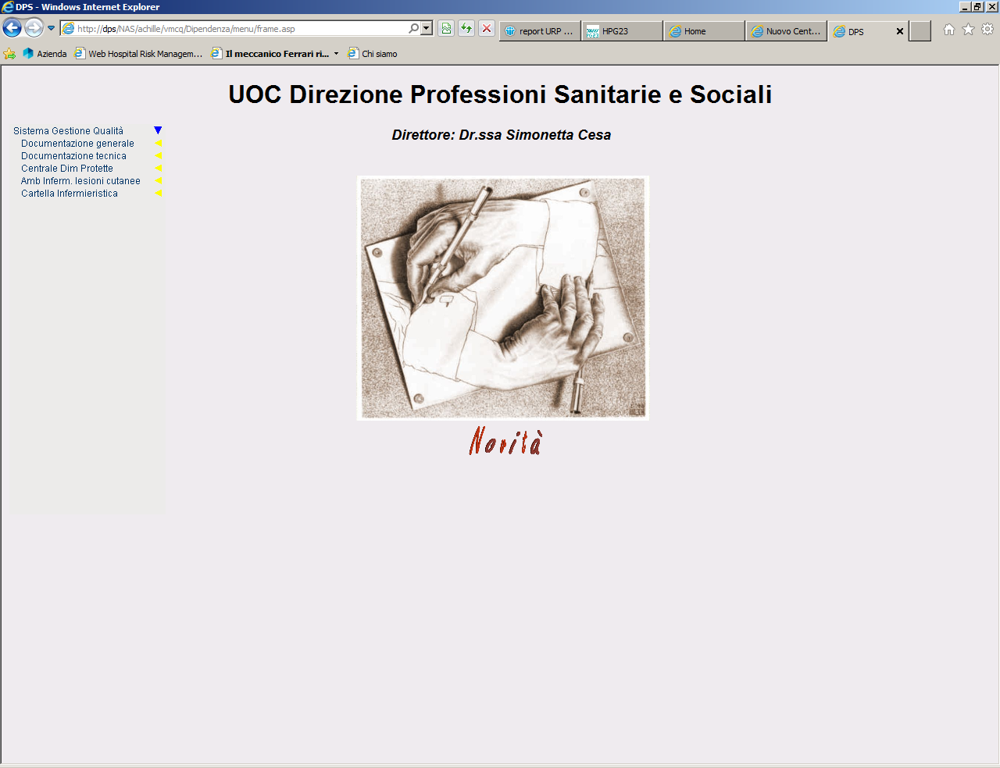 DPS - Windows Internet Explorer
http://dps/NAS/achille/vmcq/Dipendenza/menu/frame.asp
report URP ...
HPG23
Home
Nuovo Cent...
DPS
Azienda
Web Hospital Risk Managem...
Il meccanico Ferrari ri...
Chi siamo
UOC Direzione Professioni Sanitarie e Sociali
Direttore: Dr.ssa Simonetta Cesa
Sistema Gestione Qualità
Documentazione generale
Documentazione tecnica
Centrale Dim Protette
Amb Inferm. lesioni cutanee
Cartella Infermieristica
Novità